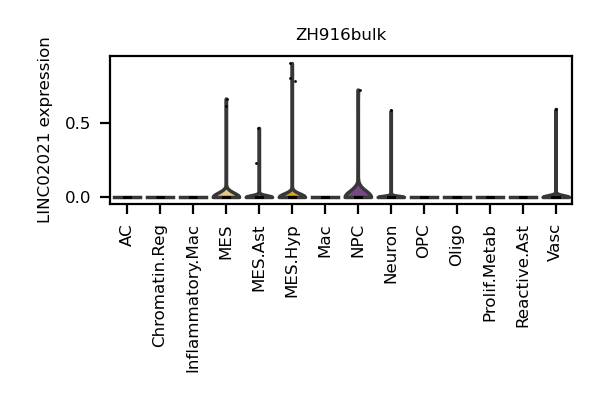 ZH916bulk
LINC02021 expression
0.5
0.0
AC
Chromatin.Reg
Inflammatory.Mac
MES
MES.Ast
MES.Hyp
Mac
NPC
Neuron
OPC
Oligo
Prolif.Metab
Reactive.Ast
Vasc